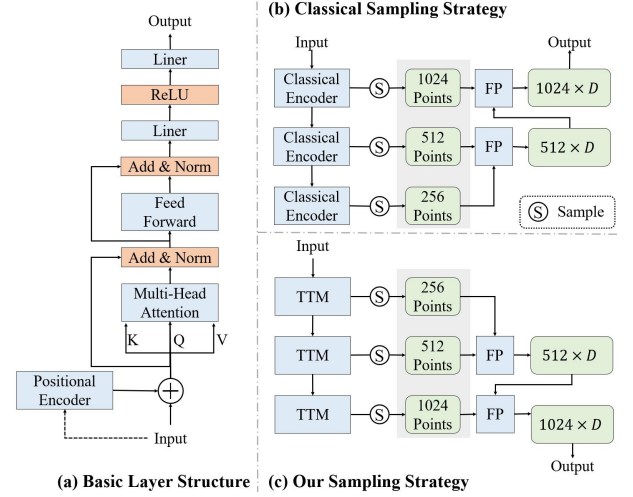 Output
Liner
ReLU
Liner
Add & Norm
Feed
Forward
Add & Norm
Multi-Head
Attention
K Q V
Positional
Encoder
Input
(a) Basic Layer Structure
(b) Classical Sampling Strategy
Input
Output
Classical
Encoder
S
1024
Points
FP
1024 × D
Classical
Encoder
S
512
Points
FP
512 × D
Classical
Encoder
S
256
Points
S Sample
Input
TTM
S
256
Points
TTM
S
512
Points
FP
512 × D
TTM
S
1024
Points
FP
1024 × D
Output
(c) Our Sampling Strategy